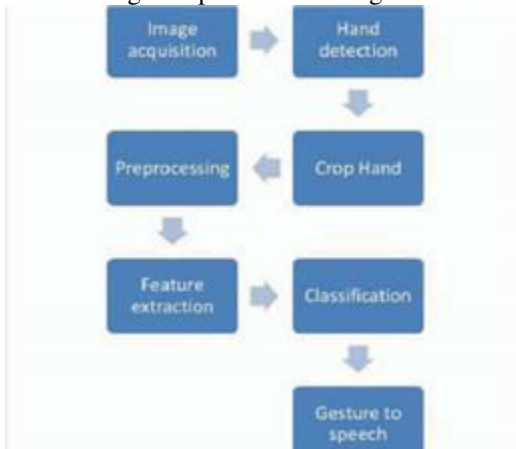 Image
acquisition
Hand
detection
Crop Hand
Preprocessing
Feature
extraction
Classification
Gesture to
speech